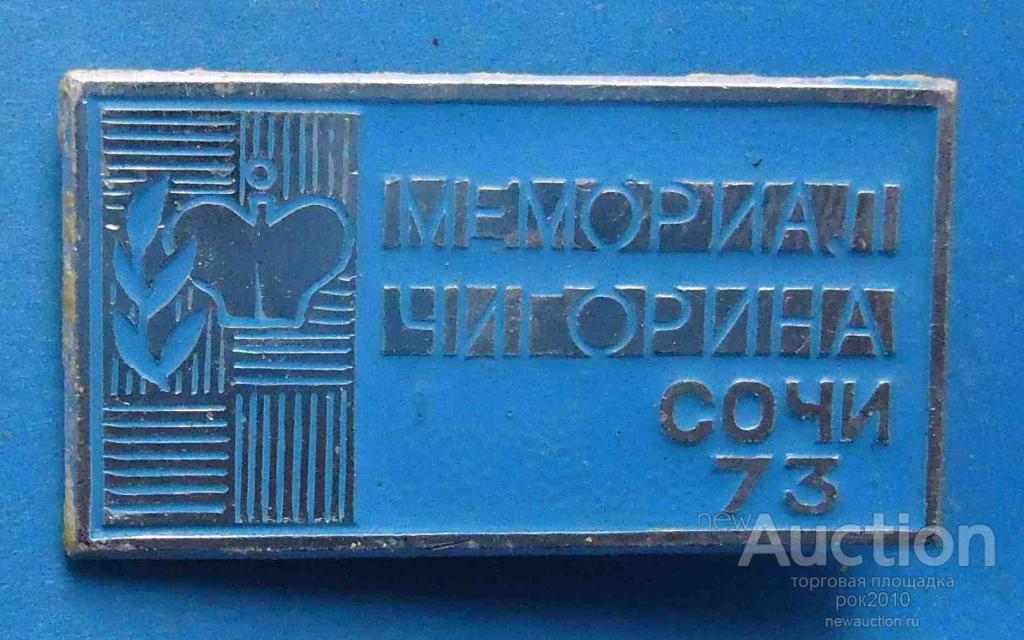 МЕМОРИАЛ
ЧИГОРИНА
СОЧИ
73
newAuction
торговая площадка
рок2010
newauction.ru